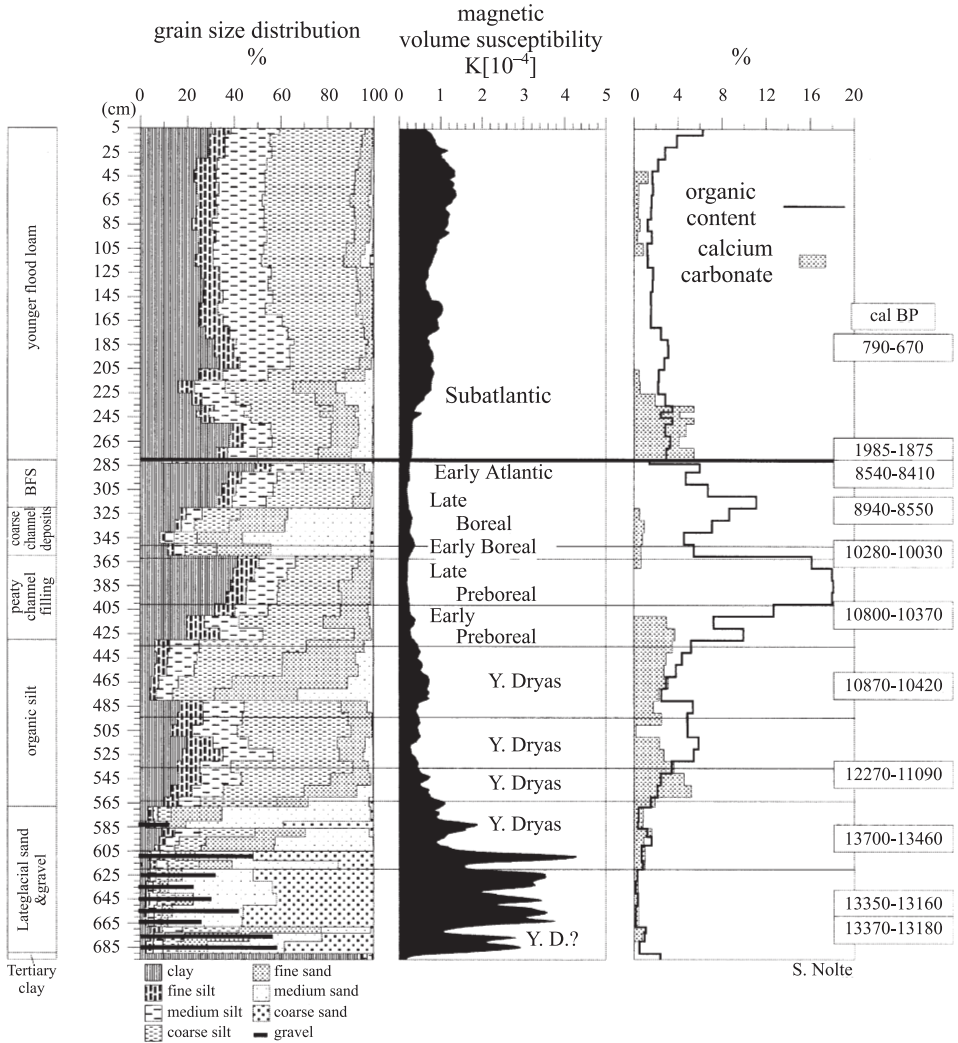 grain size distribution
%
magnetic
volume susceptibility
K[10⁻⁴]
%
(cm)
0 20 40 60 80 100
0 1 2 3 4 5
0 4 8 12 16 20
5
25
45
65
85
105
125
145
165
185
205
225
245
265
285
305
325
345
365
385
405
425
445
465
485
505
525
545
565
585
605
625
645
665
685
younger flood loam
BFS
coarse
channel
deposits
peaty
channel
filling
organic silt
Lateglacial sand
&gravel
Tertiary
clay
organic
content
calcium
carbonate
Subatlantic
Early Atlantic
Late
Boreal
Early Boreal
Late
Preboreal
Early
Preboreal
Y. Dryas
Y. Dryas
Y. Dryas
Y. Dryas
Y. D.?
cal BP
790-670
1985-1875
8540-8410
8940-8550
10280-10030
10800-10370
10870-10420
12270-11090
13700-13460
13350-13160
13370-13180
S. Nolte
clay
fine silt
medium silt
coarse silt
fine sand
medium sand
coarse sand
gravel